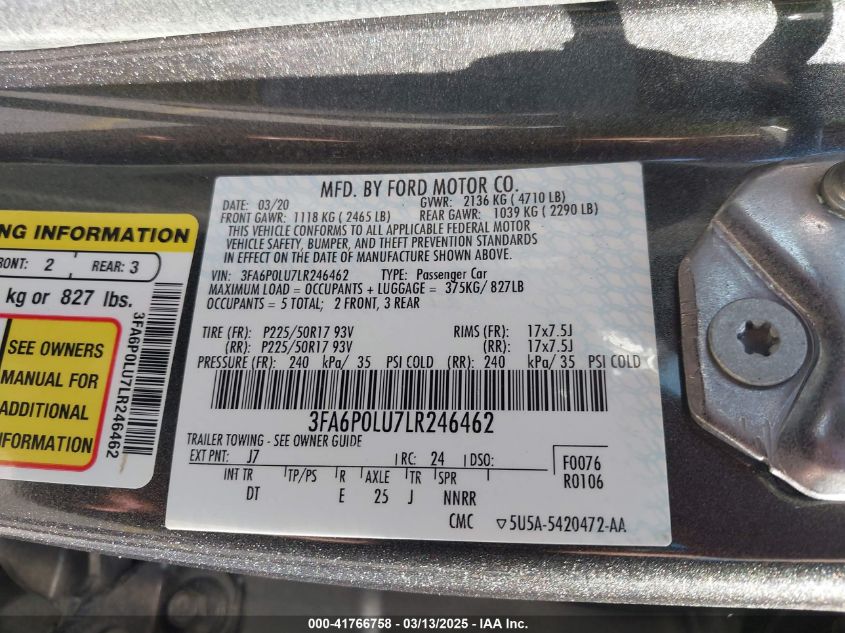 MFD. BY FORD MOTOR CO.
DATE: 03/20 GVWR: 2136 KG ( 4710 LB)
FRONT GAWR: 1118 KG ( 2465 LB) REAR GAWR: 1039 KG ( 2290 LB)
THIS VEHICLE CONFORMS TO ALL APPLICABLE FEDERAL MOTOR
VEHICLE SAFETY, BUMPER, AND THEFT PREVENTION STANDARDS
IN EFFECT ON THE DATE OF MANUFACTURE SHOWN ABOVE.
VIN: 3FA6P0LU7LR246462 TYPE: Passenger Car
MAXIMUM LOAD = OCCUPANTS + LUGGAGE = 375KG/ 827LB
OCCUPANTS = 5 TOTAL; 2 FRONT, 3 REAR
TIRE (FR): P225/50R17 93V RIMS (FR): 17x7.5J
(RR): P225/50R17 93V (RR): 17x7.5J
PRESSURE (FR): 240 kPa/ 35 PSI COLD (RR): 240 kPa/ 35 PSI COLD
3FA6P0LU7LR246462
TRAILER TOWING - SEE OWNER GUIDE
EXT PNT: J7 RC: 24 DSO: F0076
R0106
INT TR TP/PS R AXLE TR SPR
DT E 25 J NNRR
CMC ▽5U5A-5420472-AA
NG INFORMATION
RONT: 2 REAR: 3
kg or 827 lbs.
SEE OWNERS
MANUAL FOR
ADDITIONAL
NFORMATION
3FA6P0LU7LR246462
000-41766758 — 03/13/2025 — IAA Inc.